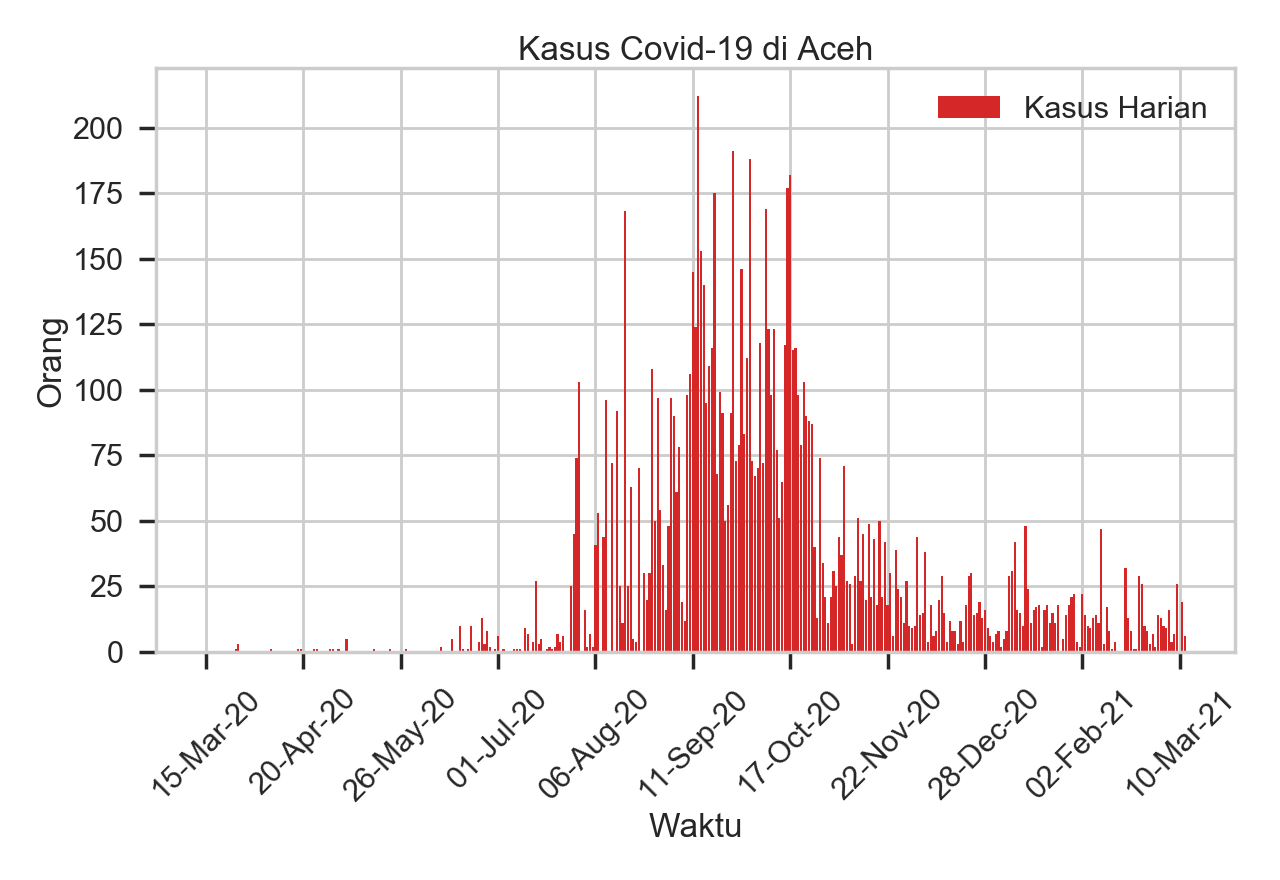 Kasus Covid-19 di Aceh
Kasus Harian
Orang
200
175
150
125
100
75
50
25
0
15-Mar-20
20-Apr-20
26-May-20
01-Jul-20
06-Aug-20
11-Sep-20
17-Oct-20
22-Nov-20
28-Dec-20
02-Feb-21
10-Mar-21
Waktu